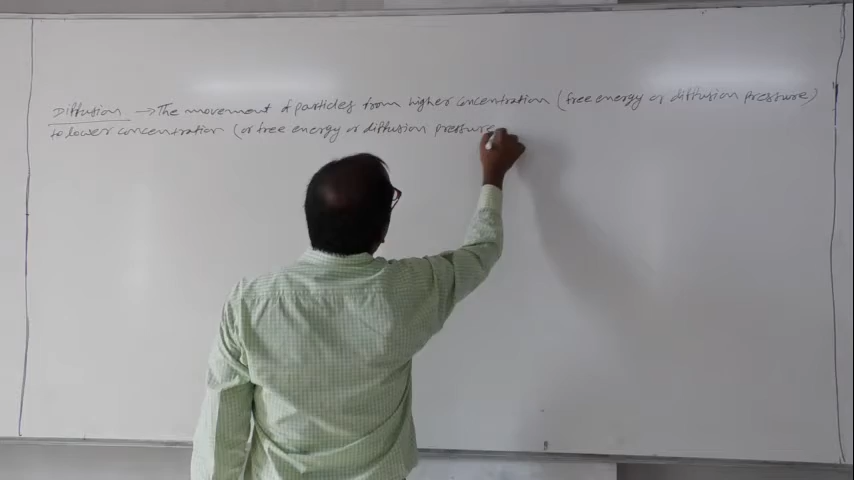 Diffusion → The movement of particles from higher concentration (free energy or diffusion pressure)
to lower concentration (or free energy or diffusion pressure